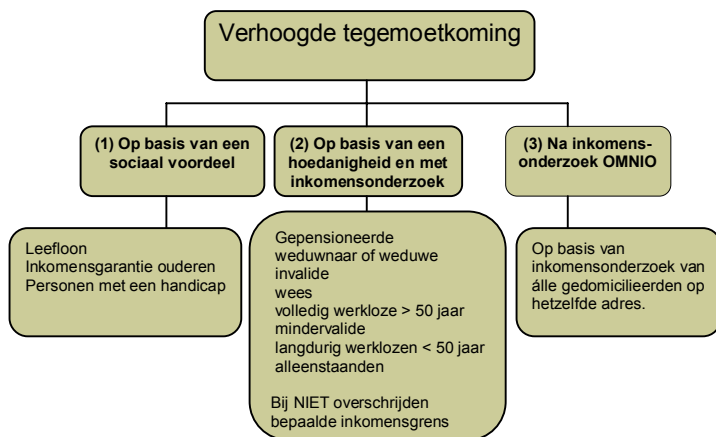 Verhoogde tegemoetkoming
(1) Op basis van een
sociaal voordeel
(2) Op basis van een
hoedanigheid en met
inkomensonderzoek
(3) Na inkomens-
onderzoek OMNIO
Leefloon
Inkomensgarantie ouderen
Personen met een handicap
Gepensioneerde
weduwnaar of weduwe
invalide
wees
volledig werkloze > 50 jaar
mindervalide
langdurig werklozen < 50 jaar
alleenstaanden
Bij NIET overschrijden
bepaalde inkomensgrens
Op basis van
inkomensonderzoek van
álle gedomicilieerden op
hetzelfde adres.